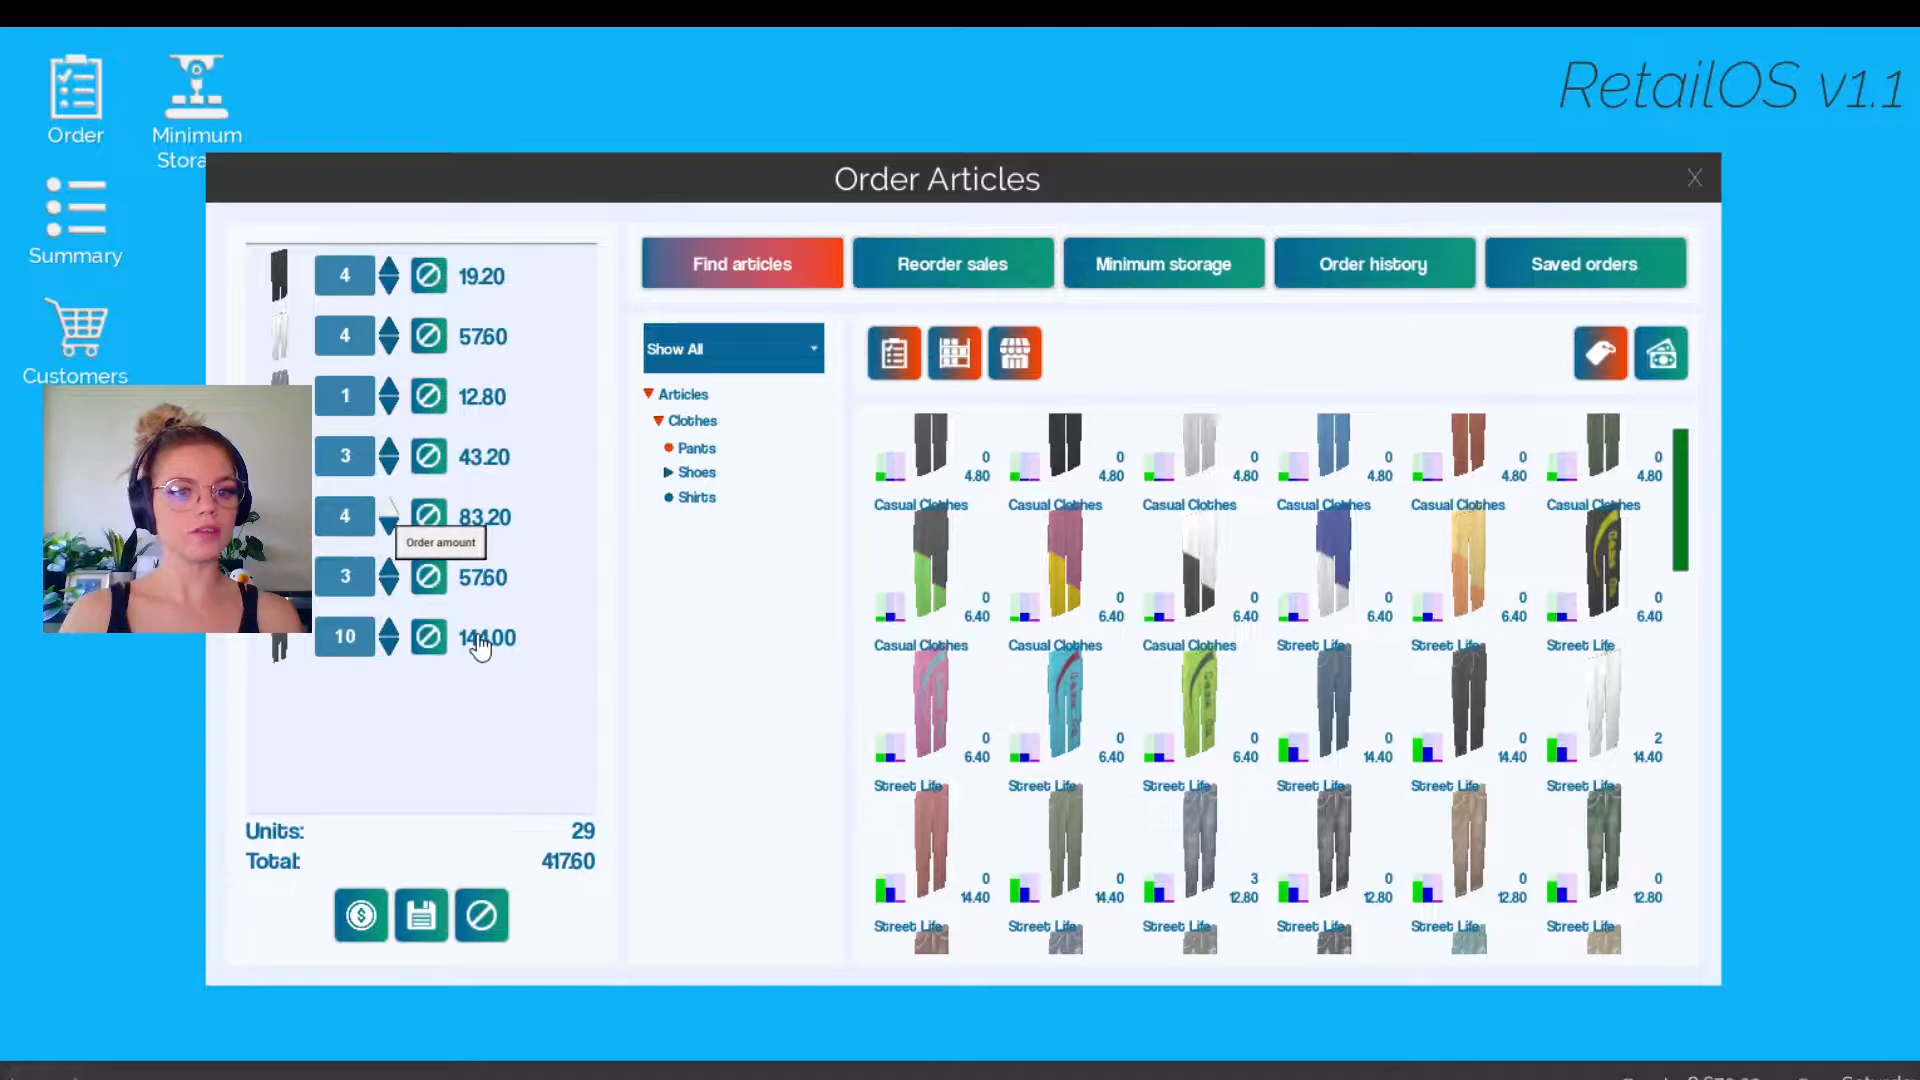 RetailOS v1.1
Order
Minimum
Stora
Summary
Customers
Order Articles
X
4 19.20
4 57.60
1 12.80
3 43.20
4 83.20
Order amount
3 57.60
10 144.00
Units: 29
Total: 417.60
Find articles
Reorder sales
Minimum storage
Order history
Saved orders
Show All
Articles
Clothes
Pants
Shoes
Shirts
0 0 0 0 0 0
4.80 4.80 4.80 4.80 4.80 4.80
Casual Clothes Casual Clothes Casual Clothes Casual Clothes Casual Clothes Casual Clothes
0 0 0 0 0 0
6.40 6.40 6.40 6.40 6.40 6.40
Casual Clothes Casual Clothes Casual Clothes Street Life Street Life Street Life
0 0 0 0 0 2
6.40 6.40 6.40 14.40 14.40 14.40
Street Life Street Life Street Life Street Life Street Life Street Life
0 0 3 0 0 0
14.40 14.40 12.80 12.80 12.80 12.80
Street Life Street Life Street Life Street Life Street Life Street Life